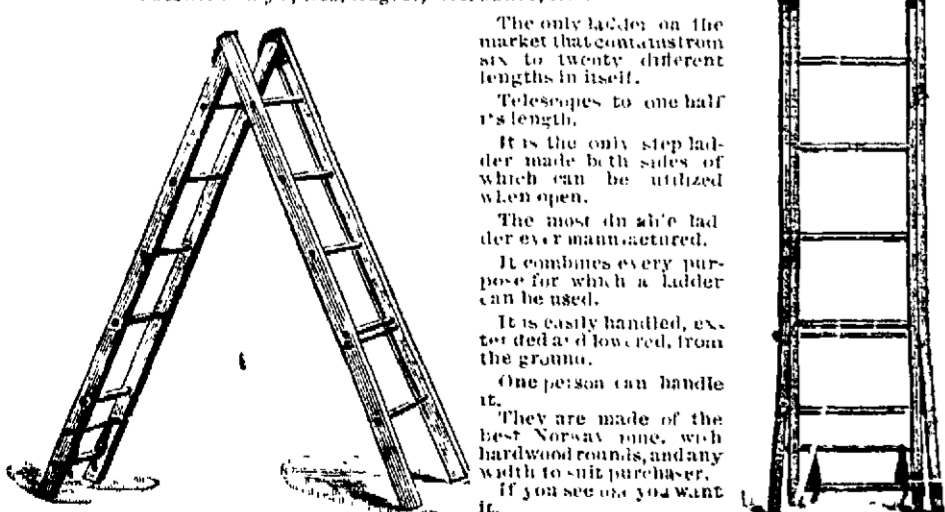 The only ladder on the
market that contains from
six to twenty different
lengths in itself.
Telescopes to one half
its length.
It is the only step lad-
der made both sides of
which can be utilized
when open.
The most durable lad
der ever manufactured.
It combines every pur-
pose for which a ladder
can be used.
It is easily handled, ex-
tended and lowered, from
the ground.
One person can handle
it.
They are made of the
best Norway pine, with
hardwood rounds, and any
width to suit purchaser.
If you see one you want
it.